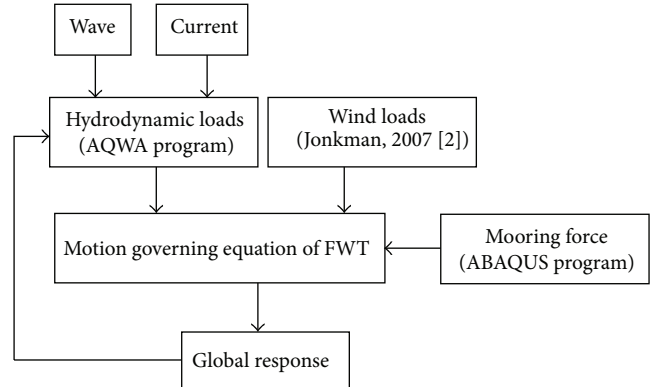 Wave
Current
Hydrodynamic loads
(AQWA program)
Wind loads
(Jonkman, 2007 [2])
Motion governing equation of FWT
Mooring force
(ABAQUS program)
Global response